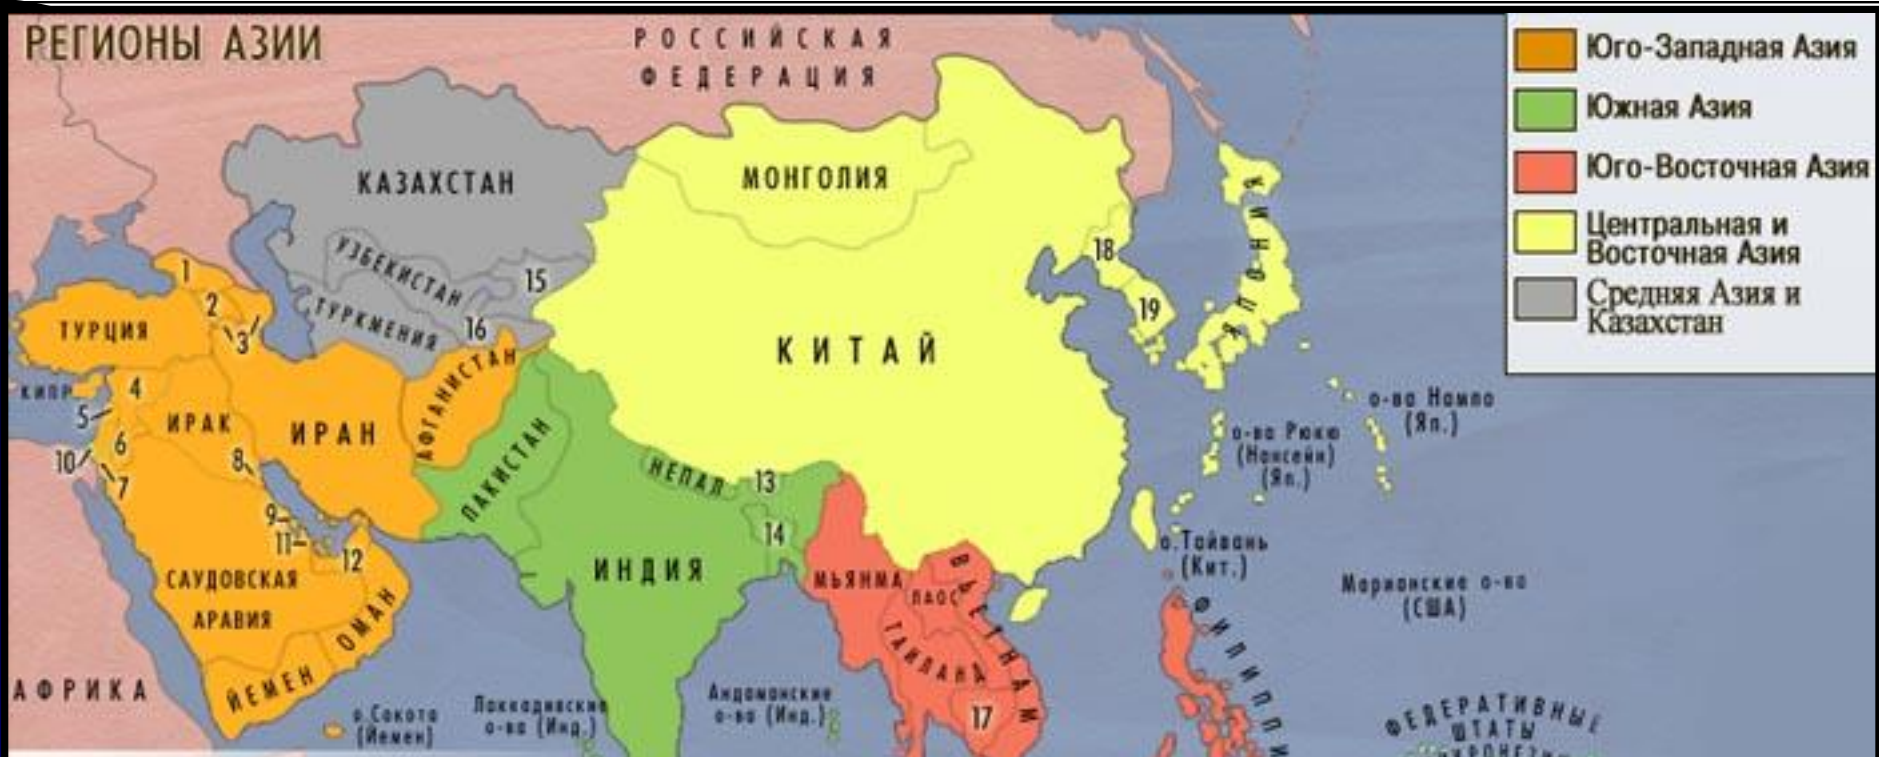 РЕГИОНЫ АЗИИ
РОССИЙСКАЯ
ФЕДЕРАЦИЯ
Юго-Западная Азия
Южная Азия
Юго-Восточная Азия
Центральная и
Восточная Азия
Средняя Азия и
Казахстан
КАЗАХСТАН
МОНГОЛИЯ
УЗБЕКИСТАН
ТУРКМЕНИЯ
15
16
1
2
3
ТУРЦИЯ
КИПР
4
5
6
10
7
ИРАК
8
ИРАН
АФГАНИСТАН
ПАКИСТАН
КИТАЙ
18
19
ЯПОНИЯ
о-ва Нампо
(Яп.)
о-ва Рюкю
(Нансейи)
(Яп.)
НЕПАЛ
13
14
ИНДИЯ
9
11
12
САУДОВСКАЯ
АРАВИЯ
ОМАН
ЙЕМЕН
АФРИКА
о.Сокота
(Йемен)
Лаккадивские
о-ва (Инд.)
Андаманские
о-ва (Инд.)
МЬЯНМА
ЛАОС
ВЬЕТНАМ
ТАИЛАНД
17
о.Тайвань
(Кит.)
Марианские о-ва
(США)
ФЕДЕРАТИВНЫЕ
ШТАТЫ